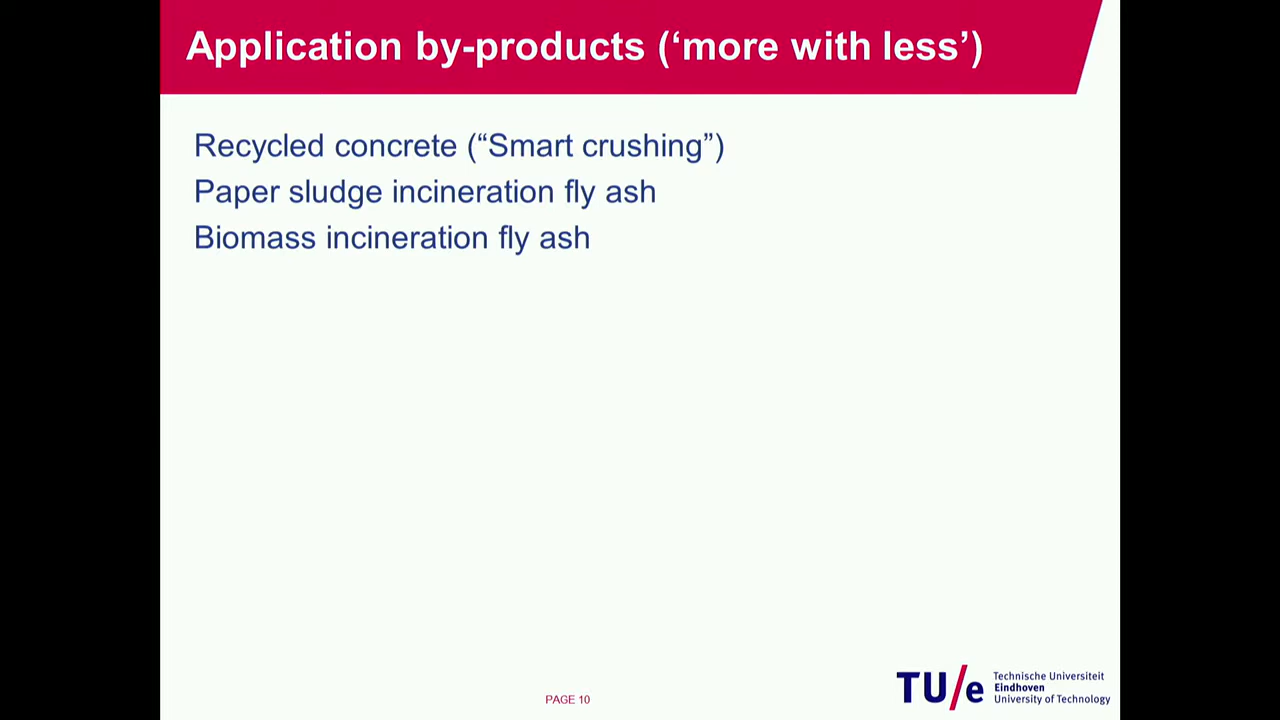 Application by-products (‘more with less’)
Recycled concrete (“Smart crushing”)
Paper sludge incineration fly ash
Biomass incineration fly ash
PAGE 10
TU/e
Technische Universiteit
Eindhoven
University of Technology